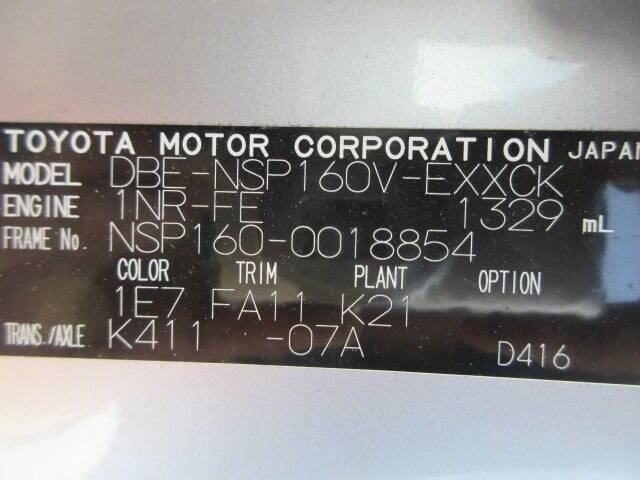 TOYOTA MOTOR CORPORATION JAPAN
MODEL DBE-NSP160V-EXXCK
ENGINE 1NR-FE 1329 mL
FRAME No. NSP160-0018854
COLOR TRIM PLANT OPTION
1E7 FA11 K21
TRANS./AXLE K411 -07A D416